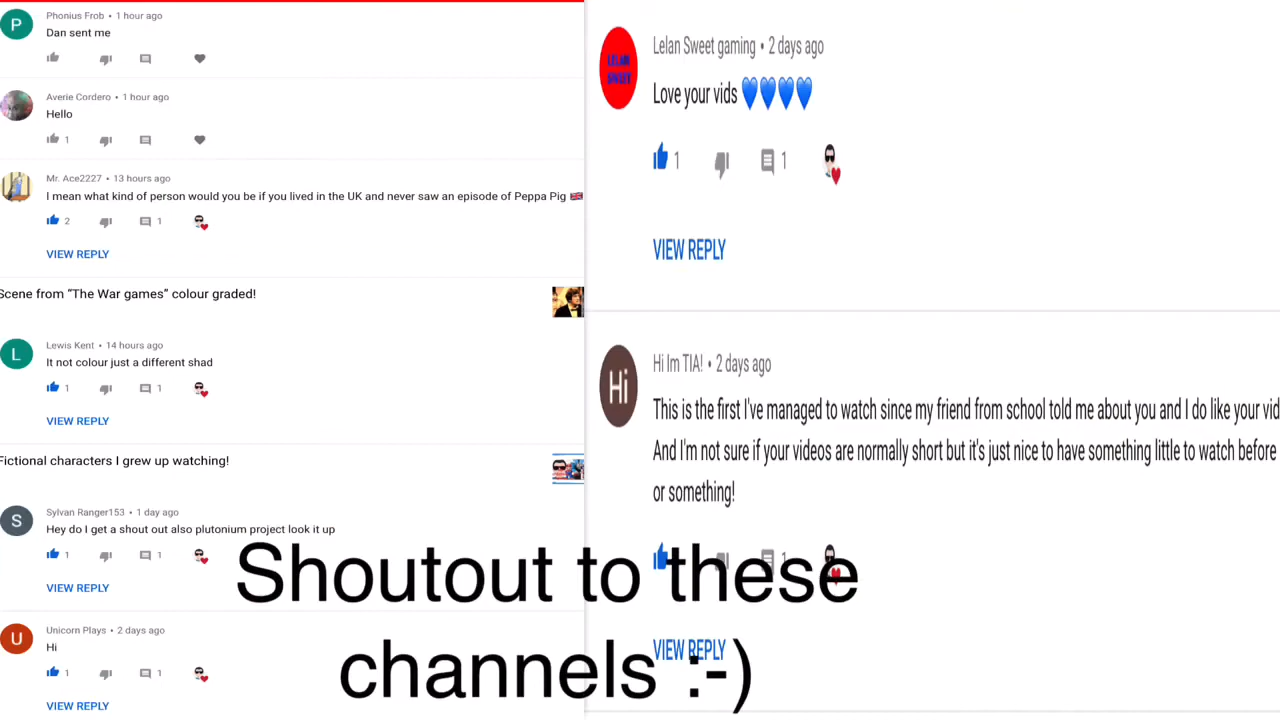 P
Phonius Frob • 1 hour ago
Dan sent me
Averie Cordero • 1 hour ago
Hello
1
Mr. Ace2227 • 13 hours ago
I mean what kind of person would you be if you lived in the UK and never saw an episode of Peppa Pig 🇬🇧
2
1
VIEW REPLY
Scene from “The War games” colour graded!
L
Lewis Kent • 14 hours ago
It not colour just a different shad
1
1
VIEW REPLY
Fictional characters I grew up watching!
S
Sylvan Ranger153 • 1 day ago
Hey do I get a shout out also plutonium project look it up
1
1
VIEW REPLY
U
Unicorn Plays • 2 days ago
Hi
1
1
VIEW REPLY
LELAN
SWEET
Lelan Sweet gaming • 2 days ago
Love your vids 💙💙💙💙
1
1
VIEW REPLY
Hi
Hi Im TIA! • 2 days ago
This is the first I've managed to watch since my friend from school told me about you and I do like your vid
And I'm not sure if your videos are normally short but it's just nice to have something little to watch before
or something!
1
VIEW REPLY
Shoutout to these
channels :-)